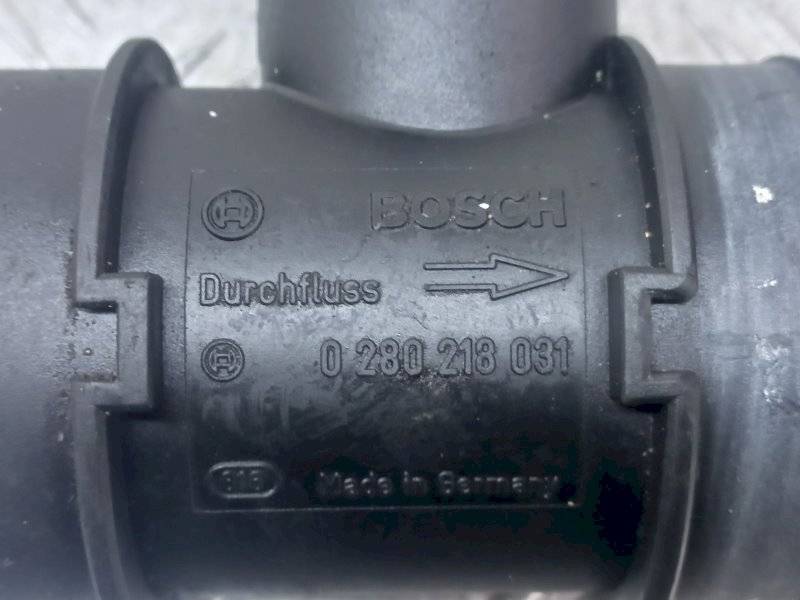 BOSCH
Durchfluss
0 280 218 031
Made in Germany